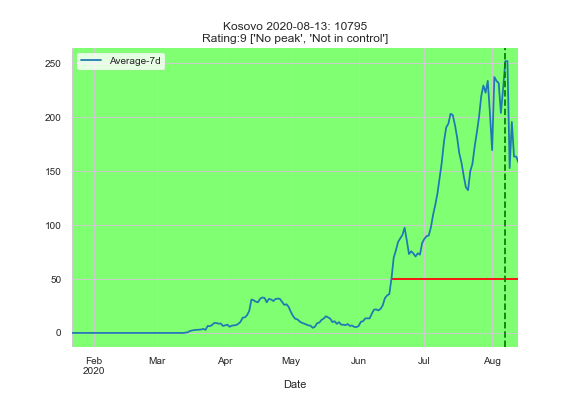 Kosovo 2020-08-13: 10795
Rating:9 ['No peak', 'Not in control']
Average-7d
250
200
150
100
50
0
Feb
2020
Mar
Apr
May
Jun
Jul
Aug
Date